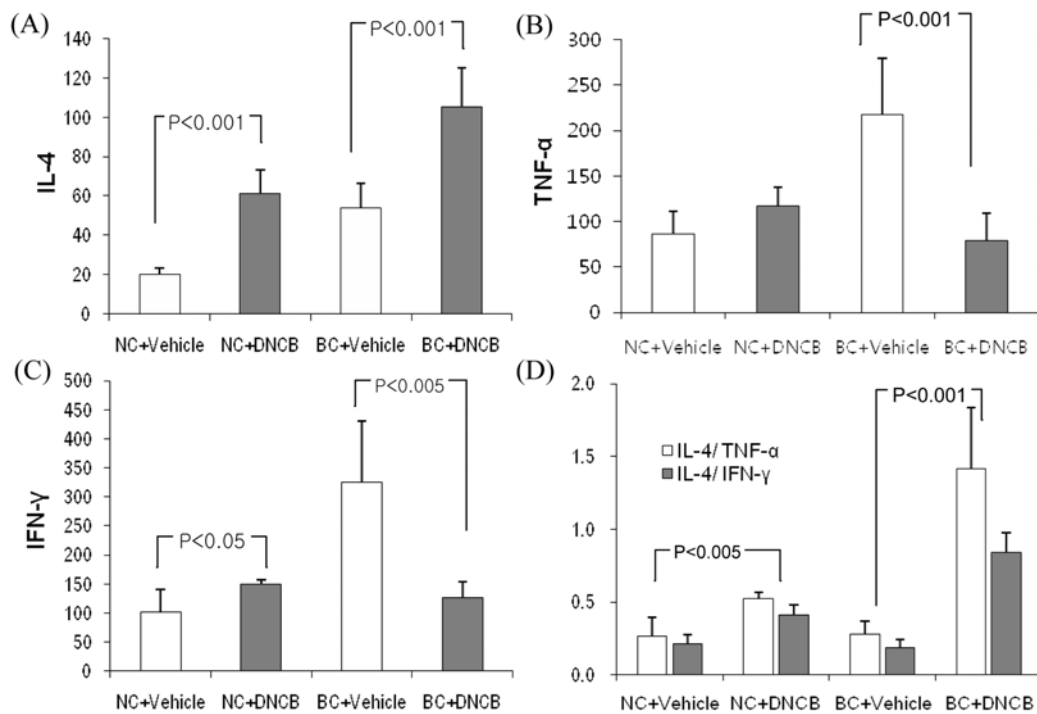 (A)
IL-4
140
120
100
80
60
40
20
0
P<0.001
P<0.001
NC+Vehicle NC+DNCB BC+Vehicle BC+DNCB
(B)
TNF-α
300
250
200
150
100
50
0
P<0.001
NC+Vehicle NC+DNCB BC+Vehicle BC+DNCB
(C)
IFN-γ
500
450
400
350
300
250
200
150
100
50
0
P<0.05
P<0.005
NC+Vehicle NC+DNCB BC+Vehicle BC+DNCB
(D)
2.0
1.5
1.0
0.5
0.0
IL-4/ TNF-α
IL-4/ IFN-γ
P<0.005
P<0.001
NC+Vehicle NC+DNCB BC+Vehicle BC+DNCB